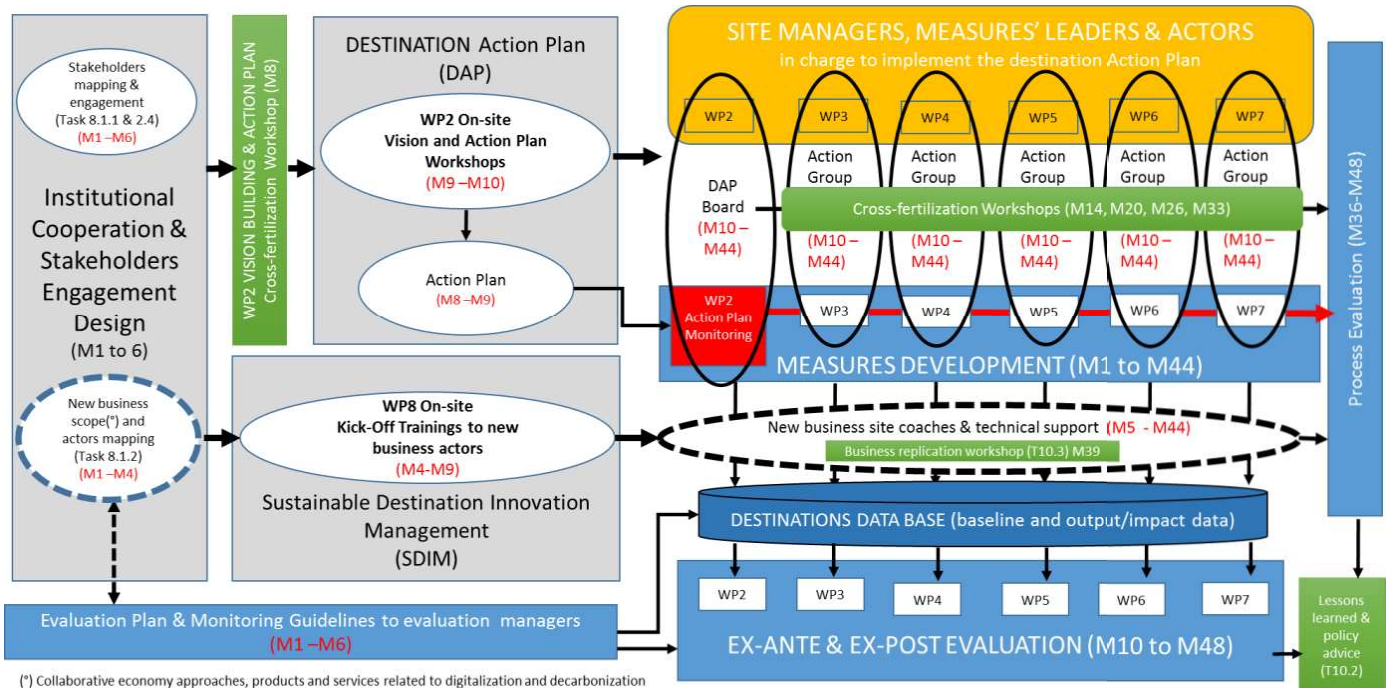 Stakeholders
mapping &
engagement
(Task 8.1.1 & 2.4)
(M1 –M6)
Institutional
Cooperation &
Stakeholders
Engagement
Design
(M1 to 6)
New business
scope(°) and
actors mapping
(Task 8.1.2)
(M1 –M4)
WP2 VISION BUILDING & ACTION PLAN
Cross-fertilization Workshop (M8)
DESTINATION Action Plan
(DAP)
WP2 On-site
Vision and Action Plan
Workshops
(M9 –M10)
Action Plan
(M8 –M9)
WP8 On-site
Kick-Off Trainings to new
business actors
(M4-M9)
Sustainable Destination Innovation
Management
(SDIM)
SITE MANAGERS, MEASURES' LEADERS & ACTORS
in charge to implement the destination Action Plan
WP2 WP3 WP4 WP5 WP6 WP7
DAP
Board
(M10 –
M44)
Action
Group
Action
Group
Action
Group
Action
Group
Action
Group
Cross-fertilization Workshops (M14, M20, M26, M33)
(M10 –
M44)
(M10 –
M44)
(M10 –
M44)
(M10 –
M44)
(M10 –
M44)
WP2
Action Plan
Monitoring
WP3 WP4 WP5 WP6 WP7
MEASURES DEVELOPMENT (M1 to M44)
New business site coaches & technical support (M5 - M44)
Business replication workshop (T10.3) M39
DESTINATIONS DATA BASE (baseline and output/impact data)
WP2 WP3 WP4 WP5 WP6 WP7
EX-ANTE & EX-POST EVALUATION (M10 to M48)
Process Evaluation (M36-M48)
Lessons
learned &
policy
advice
(T10.2)
Evaluation Plan & Monitoring Guidelines to evaluation managers
(M1 –M6)
(°) Collaborative economy approaches, products and services related to digitalization and decarbonization